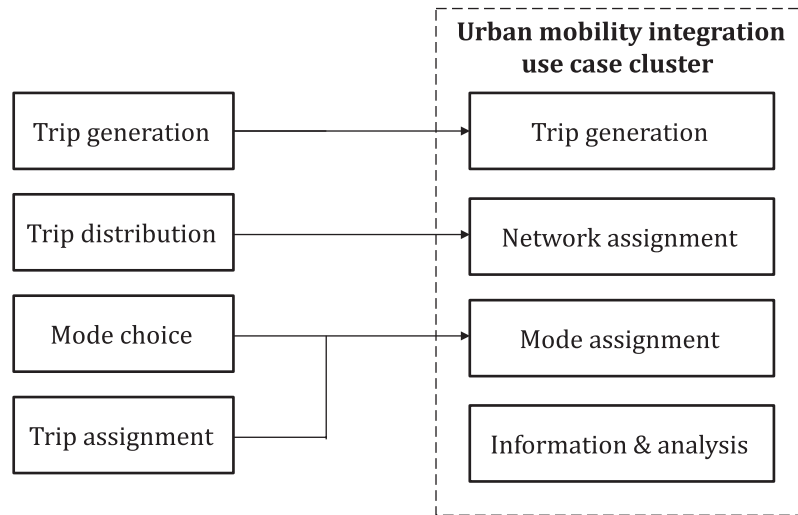 Urban mobility integration
use case cluster
Trip generation
Trip generation
Trip distribution
Network assignment
Mode choice
Mode assignment
Trip assignment
Information & analysis